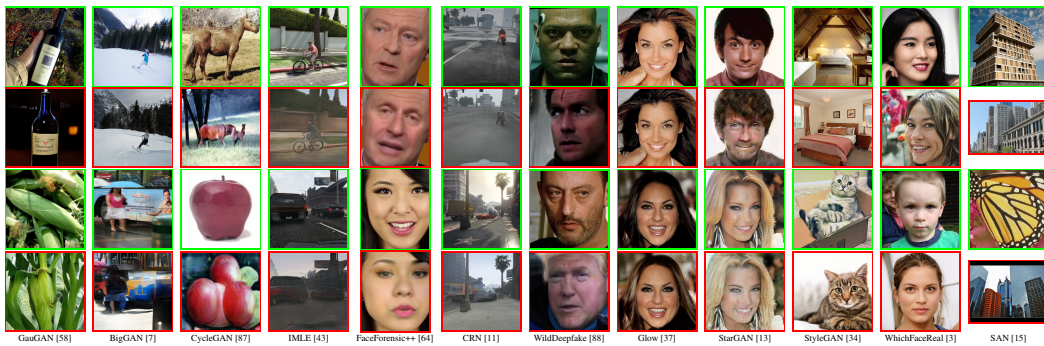 GauGAN [58] BigGAN [7] CycleGAN [87] IMLE [43] FaceForensic++ [64] CRN [11] WildDeepfake [88] Glow [37] StarGAN [13] StyleGAN [34] WhichFaceReal [3] SAN [15]